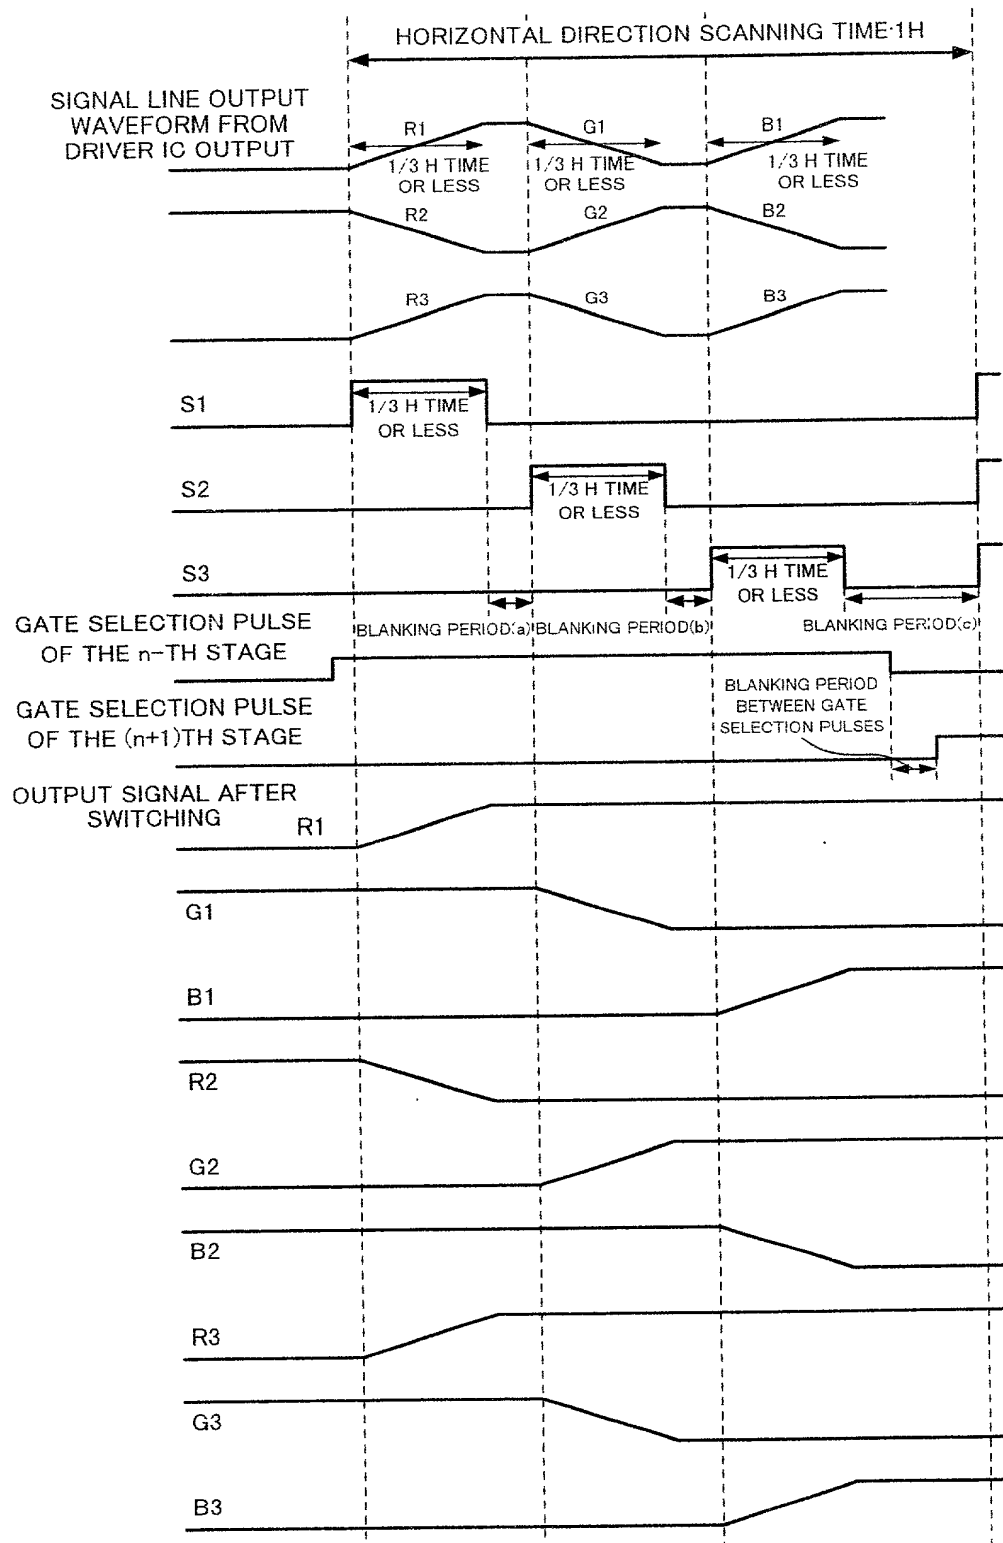 HORIZONTAL DIRECTION SCANNING TIME·1H
SIGNAL LINE OUTPUT
WAVEFORM FROM
DRIVER IC OUTPUT
R1
G1
B1
1/3 H TIME
OR LESS
1/3 H TIME
OR LESS
1/3 H TIME
OR LESS
R2
G2
B2
R3
G3
B3
S1
1/3 H TIME
OR LESS
S2
1/3 H TIME
OR LESS
S3
1/3 H TIME
OR LESS
BLANKING PERIOD(a)
BLANKING PERIOD(b)
BLANKING PERIOD(c)
GATE SELECTION PULSE
OF THE n-TH STAGE
GATE SELECTION PULSE
OF THE (n+1)TH STAGE
BLANKING PERIOD
BETWEEN GATE
SELECTION PULSES
OUTPUT SIGNAL AFTER
SWITCHING
R1
G1
B1
R2
G2
B2
R3
G3
B3